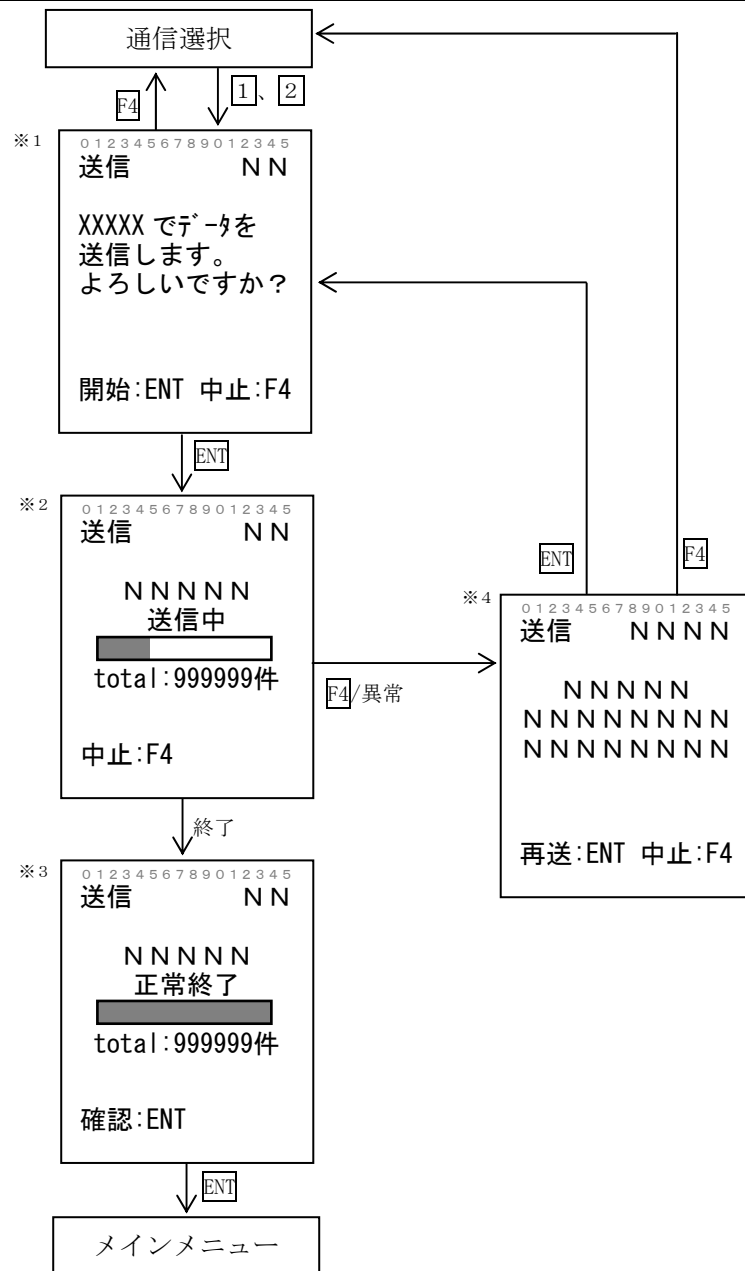 通信選択
F4
1、2
※1
0123456789012345
送信 NN
XXXXX でﾃﾞｰﾀを
送信します。
よろしいですか？
開始:ENT 中止:F4
ENT
※2
0123456789012345
送信 NN
NNNNN
送信中
total:999999件
中止:F4
F4/異常
ENT
F4
※4
0123456789012345
送信 NNNN
NNNNN
NNNNNNNN
NNNNNNNN
再送:ENT 中止:F4
終了
※3
0123456789012345
送信 NN
NNNNN
正常終了
total:999999件
確認:ENT
ENT
メインメニュー